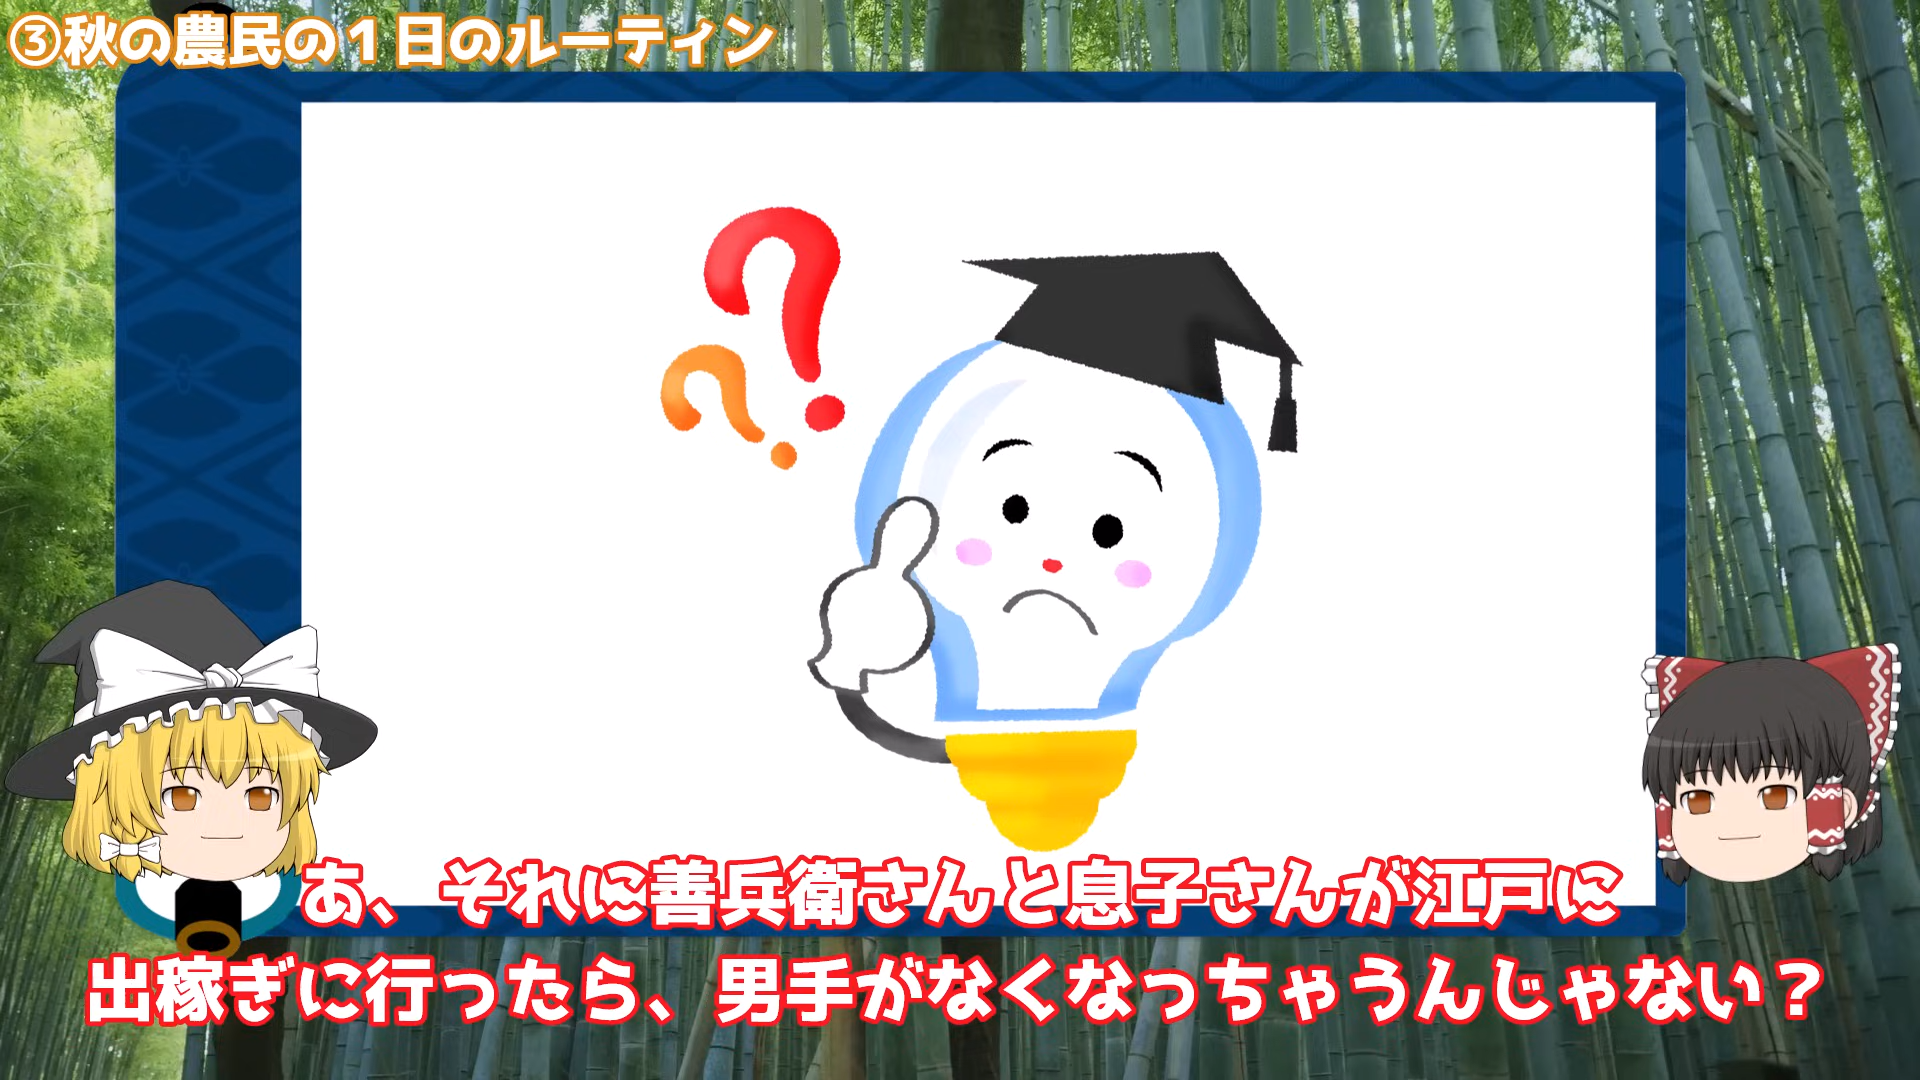 ③秋の農民の１日のルーティン
??
あ、それに善兵衛さんと息子さんが江戸に
出稼ぎに行ったら、男手がなくなっちゃうんじゃない？